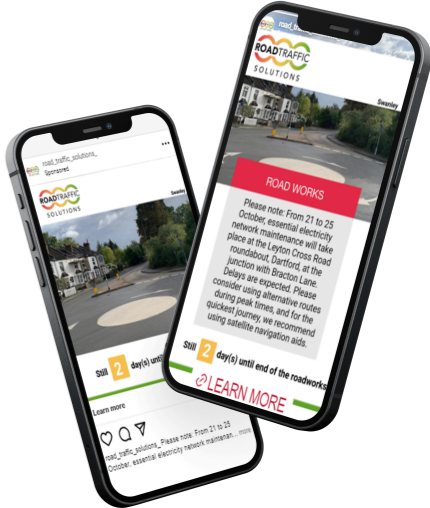 road_traffic_solutions_
Sponsored
ROADTRAFFIC
SOLUTIONS
Swanley
Still 2 day(s) until
Learn more
road_traffic_solutions_ Please note: From 21 to 25
October, essential electricity network maintenan... more
ROADTRAFFIC
SOLUTIONS
Swanley
ROAD WORKS
Please note: From 21 to 25
October, essential electricity
network maintenance will take
place at the Leyton Cross Road
roundabout, Dartford, at the
junction with Bracton Lane.
Delays are expected. Please
consider using alternative routes
during peak times, and for the
quickest journey, we recommend
using satellite navigation aids.
Still 2 day(s) until end of the roadworks
LEARN MORE